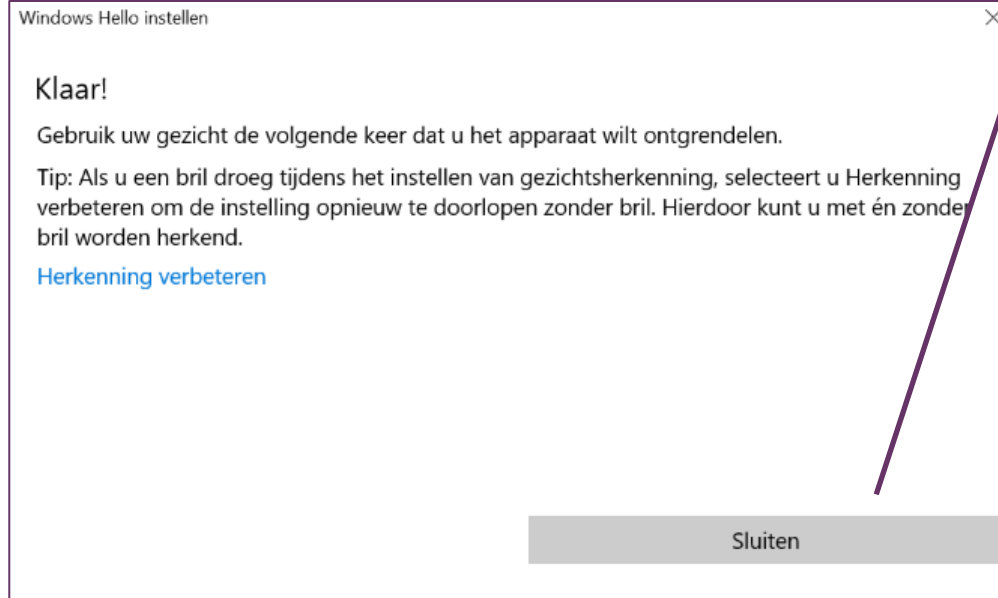 Windows Hello instellen
Klaar!
Gebruik uw gezicht de volgende keer dat u het apparaat wilt ontgrendelen.
Tip: Als u een bril droeg tijdens het instellen van gezichtsherkenning, selecteert u Herkenning
verbeteren om de instelling opnieuw te doorlopen zonder bril. Hierdoor kunt u met én zonder
bril worden herkend.
Herkenning verbeteren
Sluiten